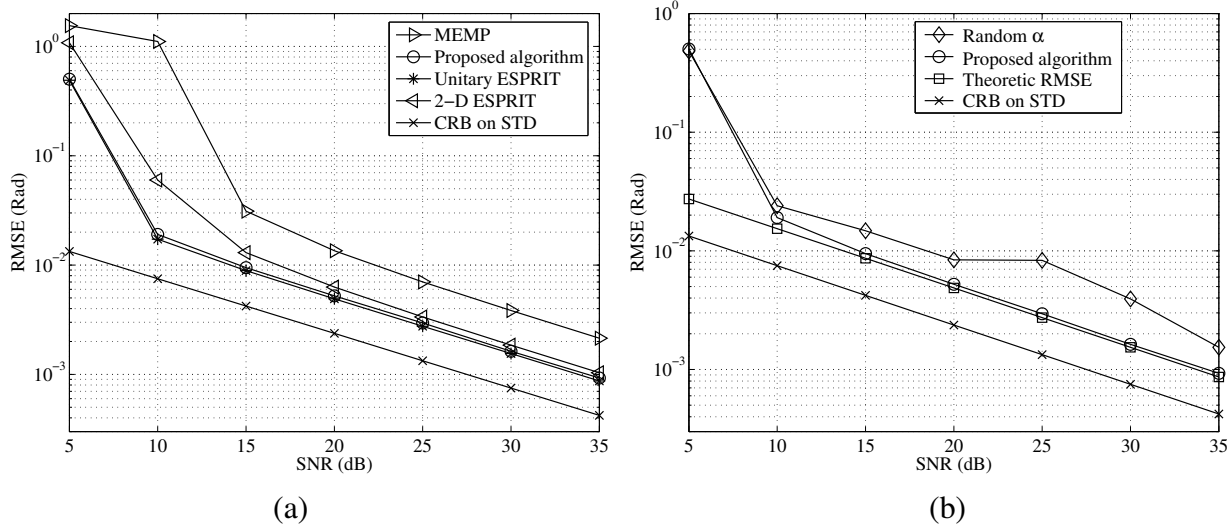 MEMP
Proposed algorithm
Unitary ESPRIT
2−D ESPRIT
CRB on STD
10^0
10^−1
10^−2
10^−3
RMSE (Rad)
5 10 15 20 25 30 35
SNR (dB)
(a)
Random α
Proposed algorithm
Theoretic RMSE
CRB on STD
10^0
10^−1
10^−2
10^−3
RMSE (Rad)
5 10 15 20 25 30 35
SNR (dB)
(b)